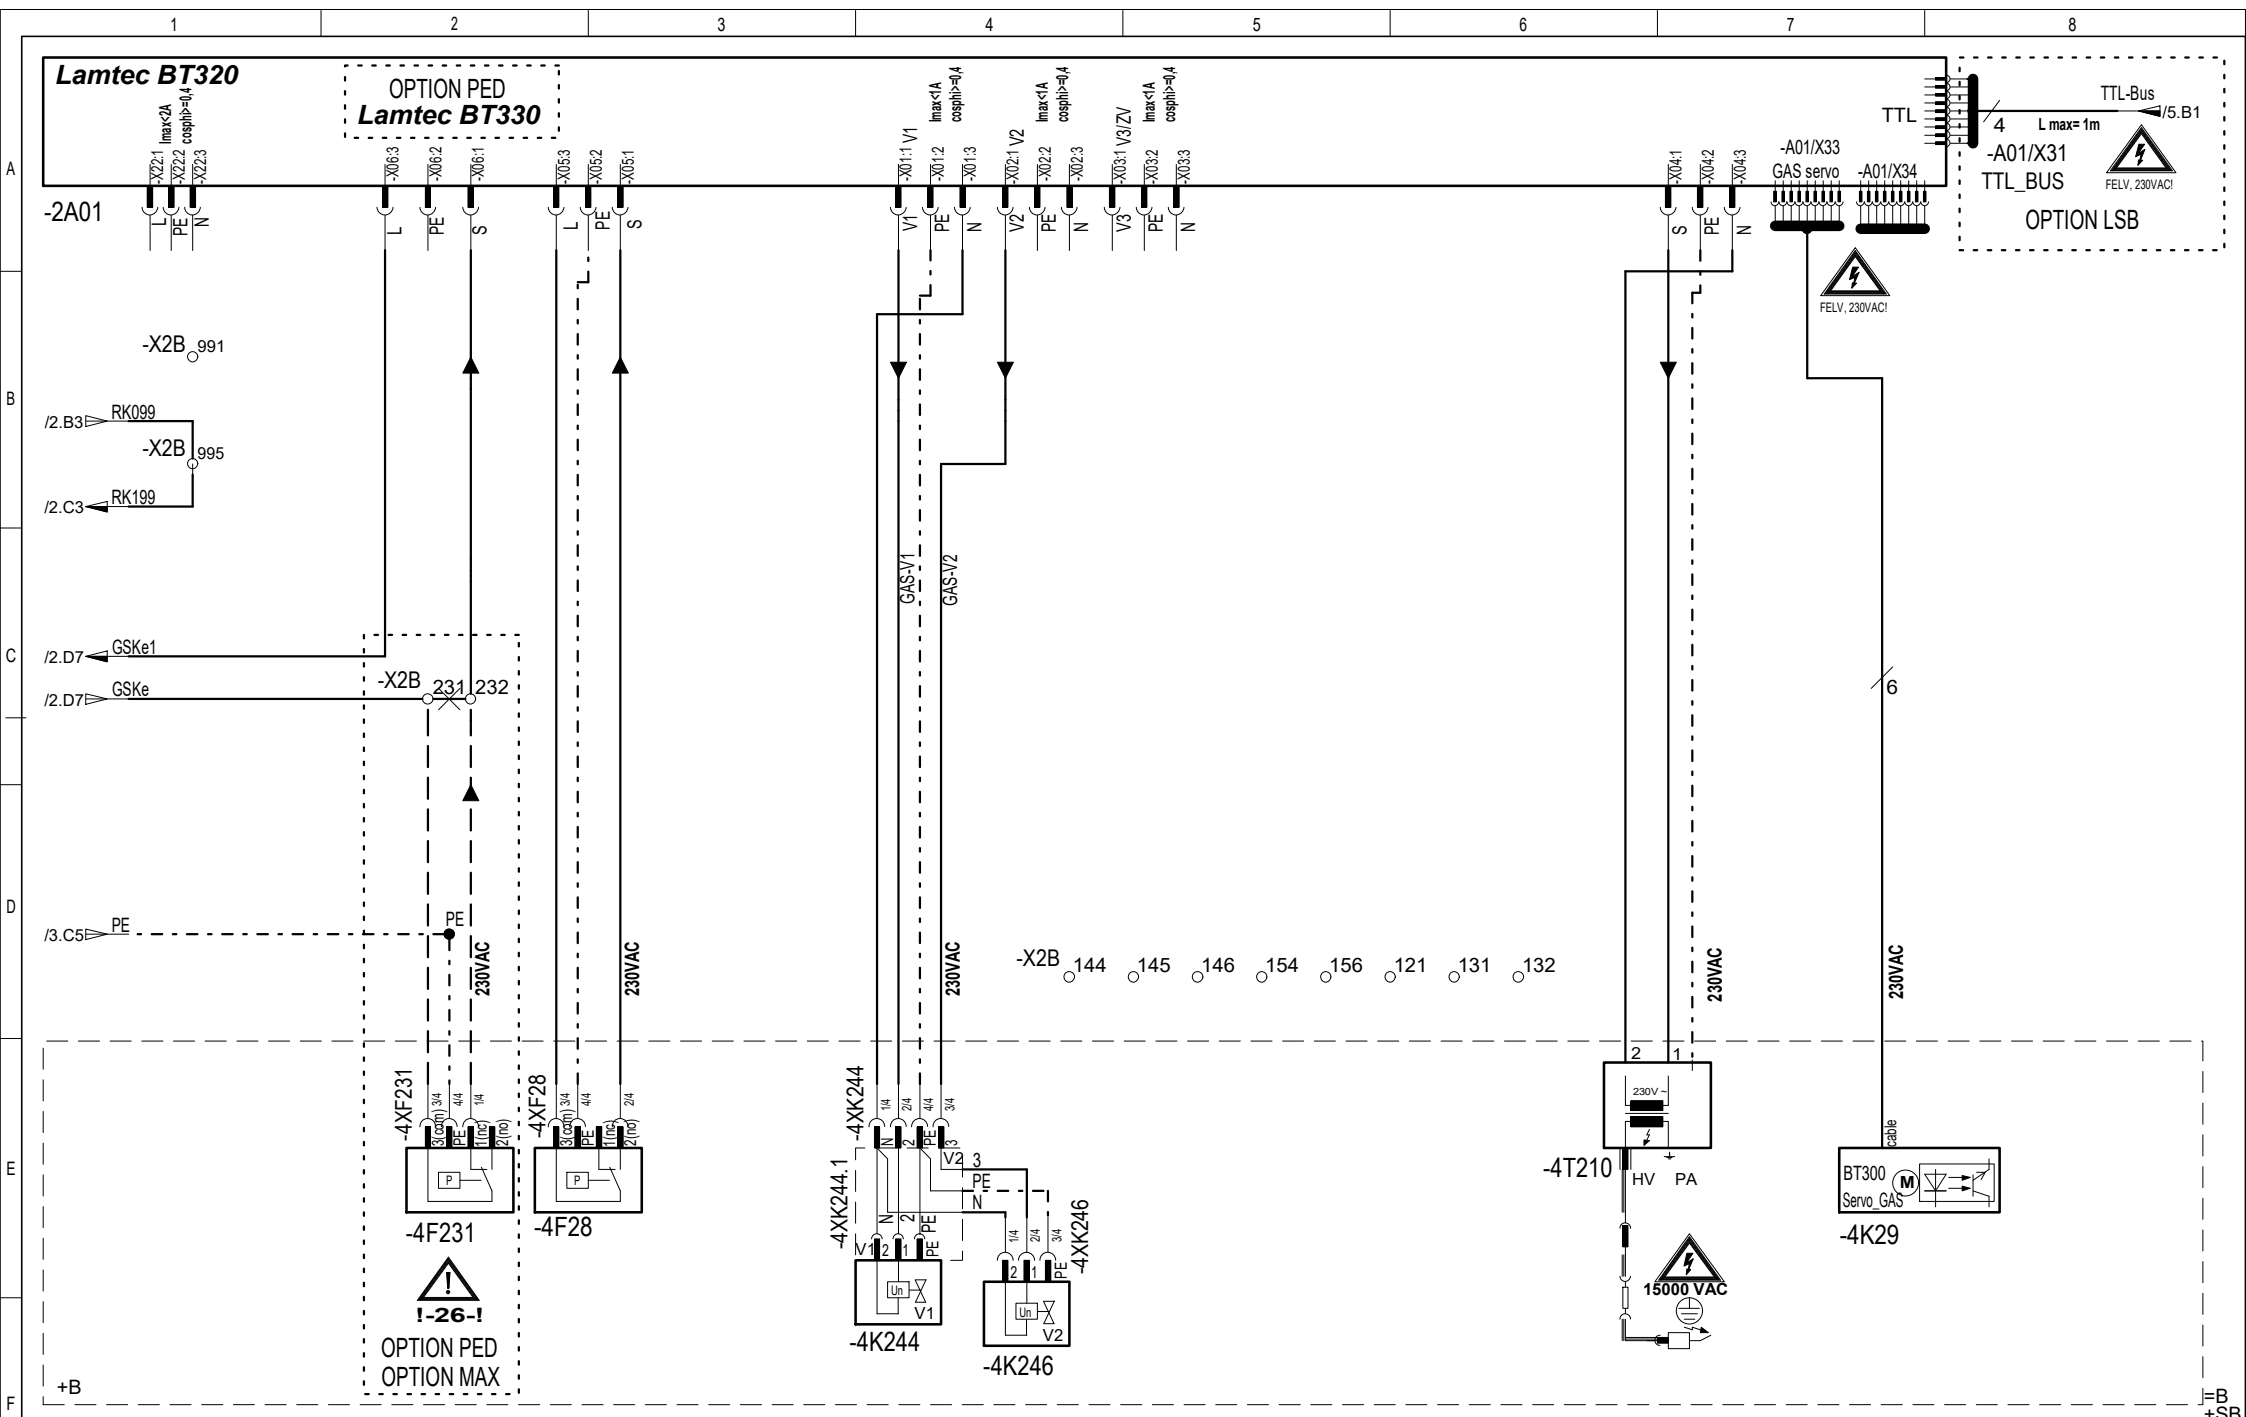 1 2 3 4 5 6 7 8
A
B
C
D
E
F
Lamtec BT320
OPTION PED
Lamtec BT330
-X22:1
-X22:2
-X22:3
Imax<2A
cosphi>=0,4
-X06:3
-X06:2
-X06:1
-X05:3
-X05:2
-X05:1
-X01:1 V1
-X01:2
-X01:3
Imax<1A
cosphi>=0,4
-X02:1 V2
-X02:2
-X02:3
Imax<1A
cosphi>=0,4
-X03:1 V3/ZV
-X03:2
-X03:3
Imax<1A
cosphi>=0,4
-X04:1
-X04:2
-X04:3
-A01/X33
GAS servo
-A01/X34
TTL
TTL-Bus
/5.B1
4
L max= 1m
-A01/X31
TTL_BUS
FELV, 230VAC!
OPTION LSB
-2A01
L
PE
N
L
PE
S
L
PE
S
V1
PE
N
V2
PE
N
V3
PE
N
S
PE
N
FELV, 230VAC!
-X2B 991
/2.B3 RK099
-X2B 995
/2.C3 RK199
GAS-V1
GAS-V2
/2.D7 GSKe1
/2.D7 GSKe
-X2B 231 232
6
/3.C5 PE
PE
230VAC
230VAC
230VAC
230VAC
230VAC
-X2B 144 145 146 154 156 121 131 132
-4XF231
3(com) 3/4
PE 4/4
1(nc) 1/4
2(no)
P
-4F231
!
!-26-!
OPTION PED
OPTION MAX
-4XF28
3(com) 3/4
PE 4/4
1(nc)
2(no) 2/4
P
-4F28
-4XK244
1/4 2/4 4/4 3/4
N 2 PE 3
-4XK244.1
V2 3
PE
N
N 2 PE
V1 2 1 PE
Un
V1
-4K244
-4XK246
1/4 2/4 3/4
2 1 PE
Un
V2
-4K246
2 1
230V ~
-4T210
HV PA
15000 VAC
cable
BT300
Servo_GAS
M
-4K29
+B
=B
+SB